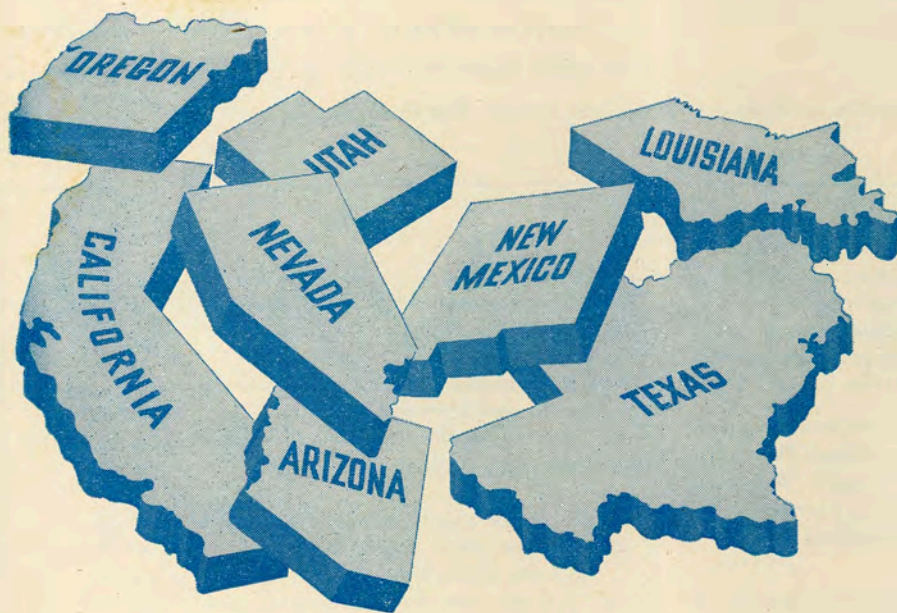 OREGON
UTAH
LOUISIANA
CALIFORNIA
NEVADA
NEW
MEXICO
TEXAS
ARIZONA